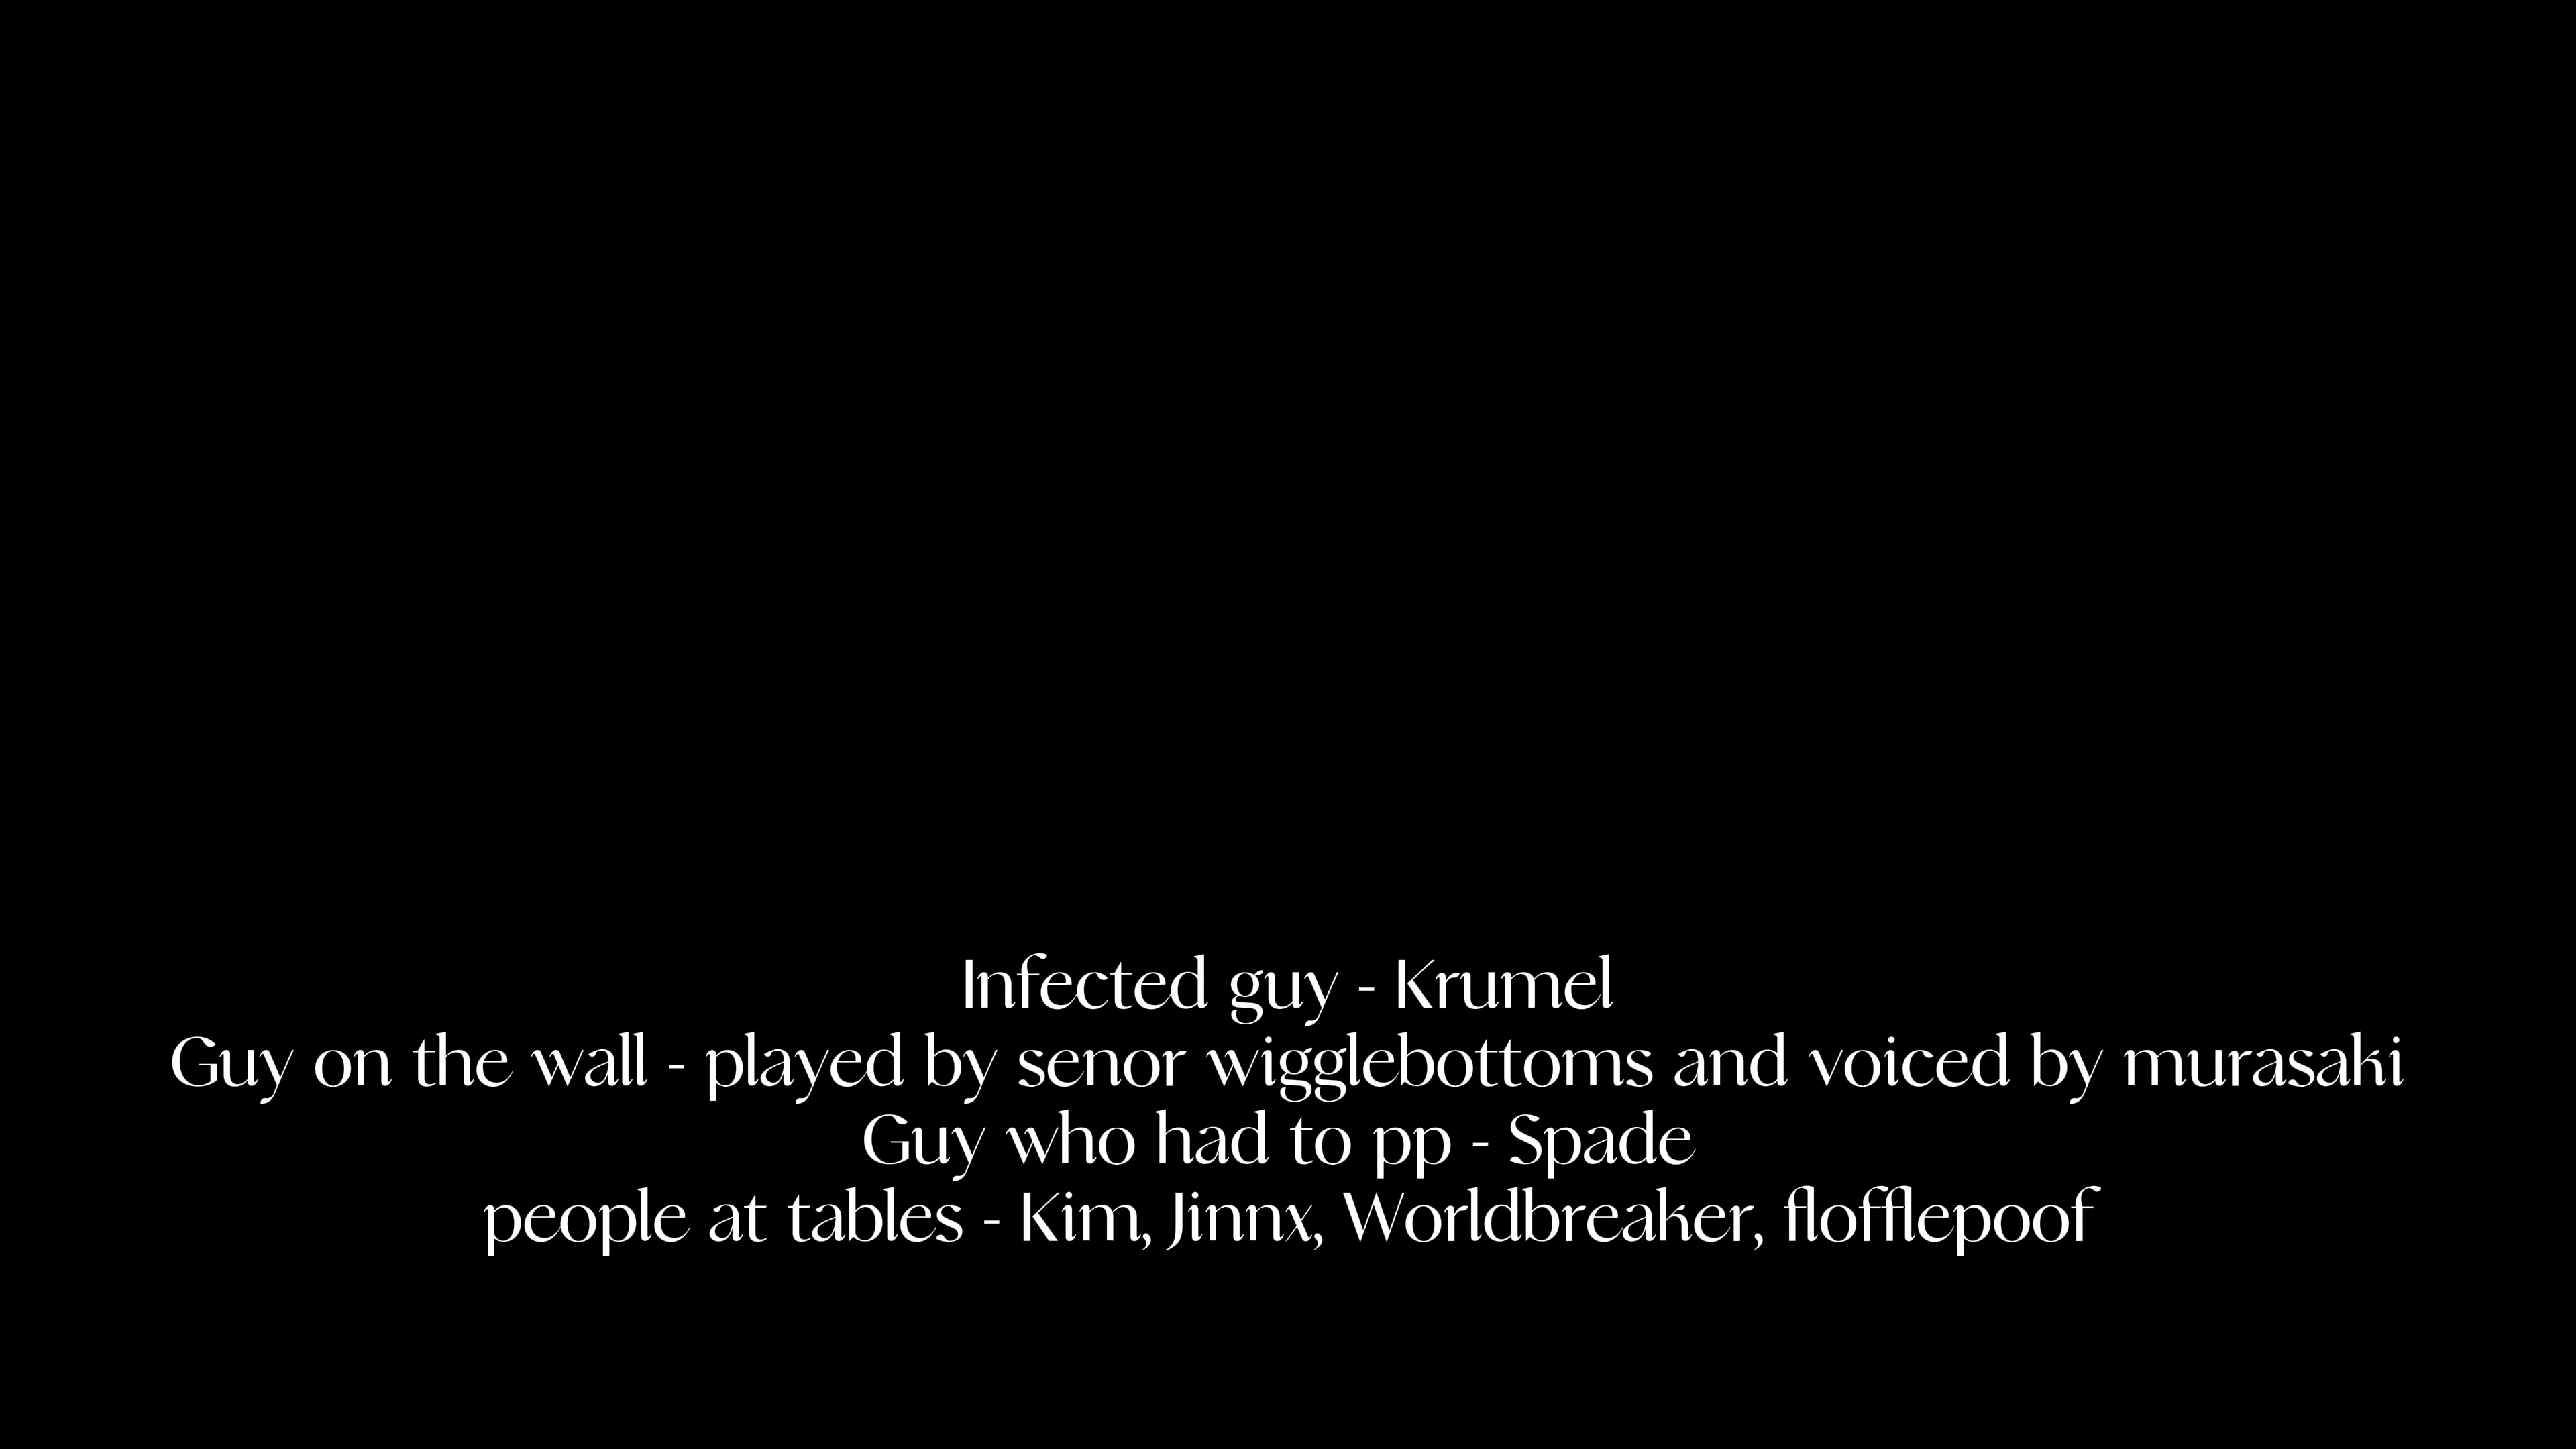 Infected guy - Krumel
Guy on the wall - played by senor wigglebottoms and voiced by murasaki
Guy who had to pp - Spade
people at tables - Kim, Jinnx, Worldbreaker, flofflepoof